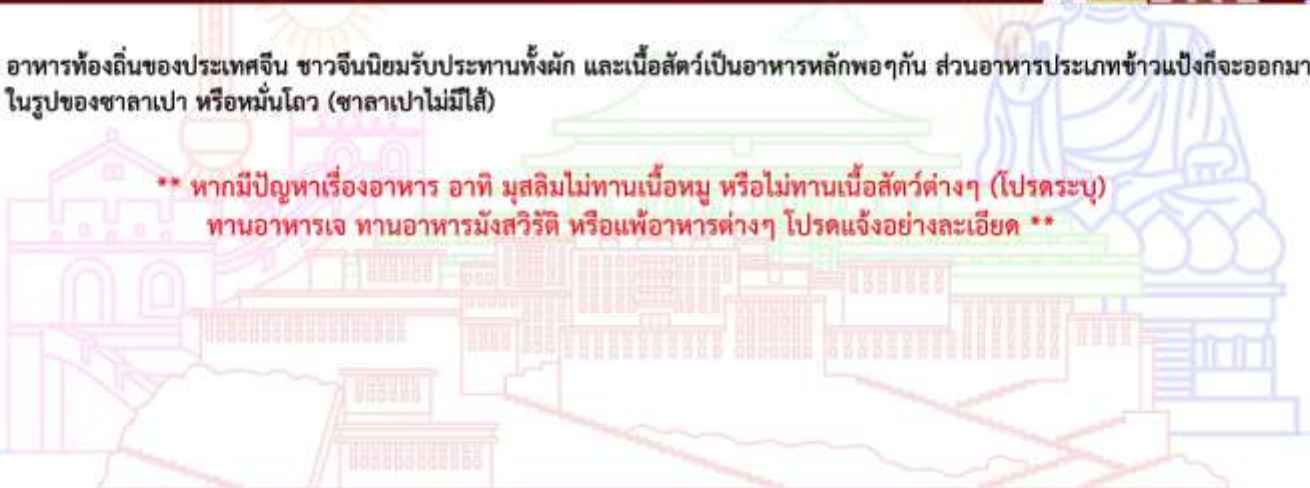 อาหารท้องถิ่นของประเทศจีน ชาวจีนนิยมรับประทานทั้งผัก และเนื้อสัตว์เป็นอาหารหลักพอๆกัน ส่วนอาหารประเภทข้าวแป้งก็จะออกมา
ในรูปของซาลาเปา หรือหมั่นโถว (ซาลาเปาไม่มีไส้)
** หากมีปัญหาเรื่องอาหาร อาทิ มุสลิมไม่ทานเนื้อหมู หรือไม่ทานเนื้อสัตว์ต่างๆ (โปรดระบุ)
ทานอาหารเจ ทานอาหารมังสวิรัติ หรือแพ้อาหารต่างๆ โปรดแจ้งอย่างละเอียด **